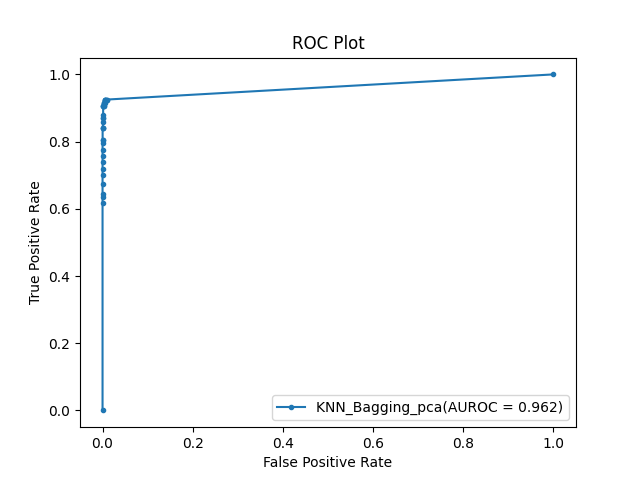 ROC Plot
1.0
0.8
0.6
0.4
0.2
0.0
True Positive Rate
KNN_Bagging_pca(AUROC = 0.962)
0.0 0.2 0.4 0.6 0.8 1.0
False Positive Rate